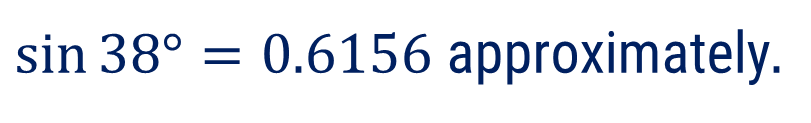 sin 38° = 0.6156 approximately.